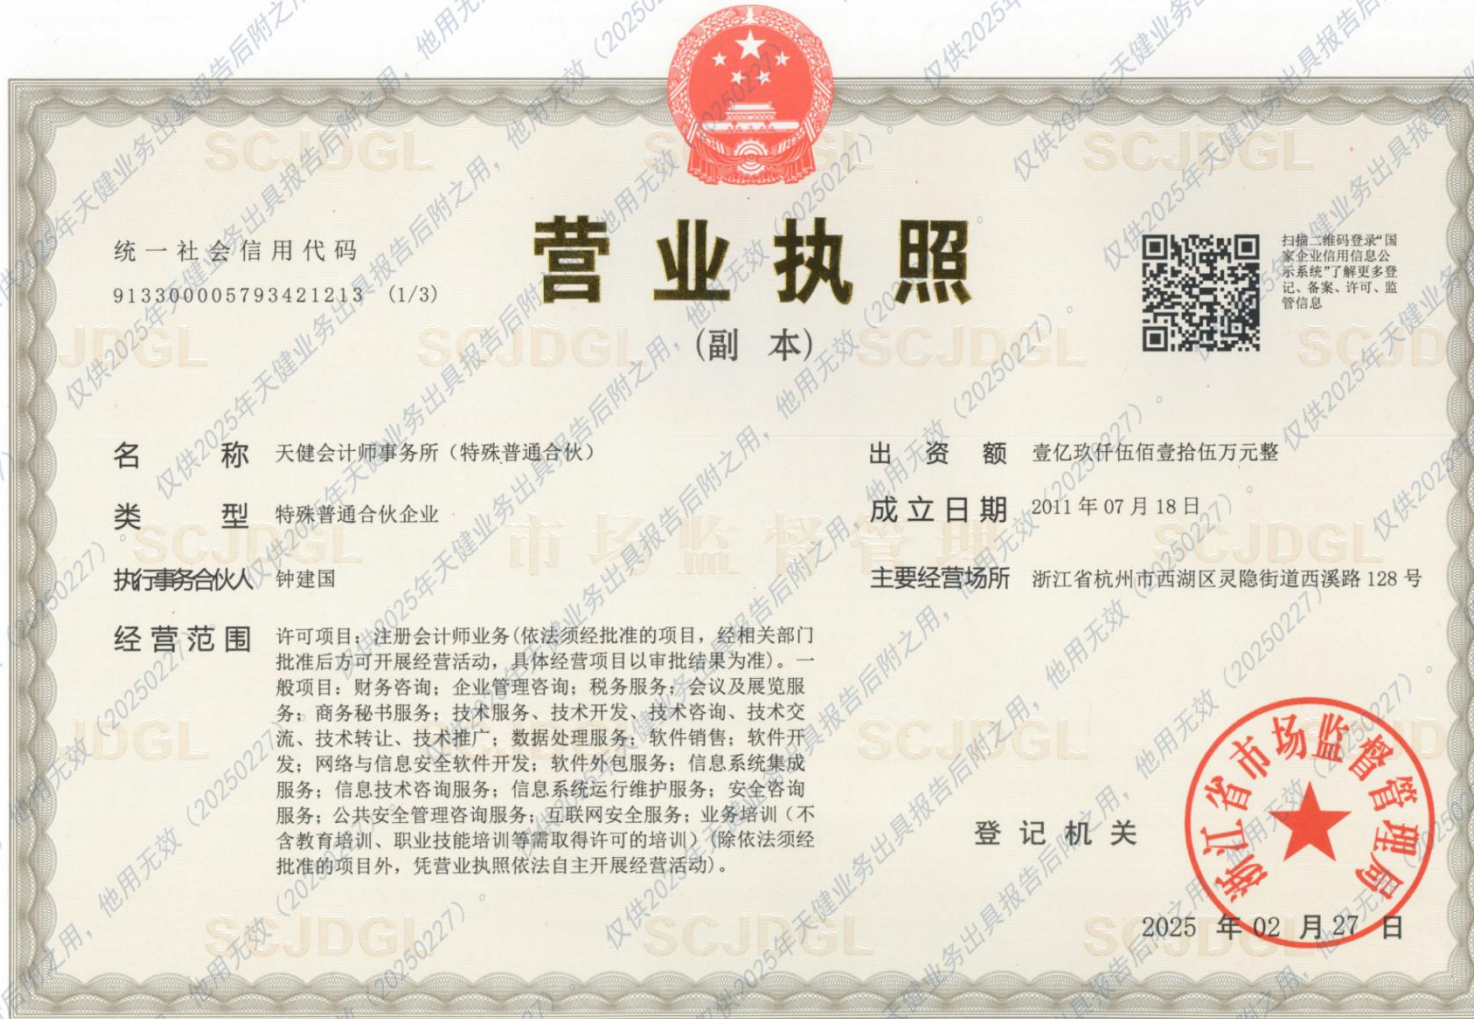 营业执照
(副 本)
统一社会信用代码
913300005793421213 (1/3)
扫描二维码登录“国
家企业信用信息公
示系统”了解更多登
记、备案、许可、监
管信息
名 称 天健会计师事务所（特殊普通合伙）
类 型 特殊普通合伙企业
执行事务合伙人 钟建国
经营范围 许可项目：注册会计师业务(依法须经批准的项目，经相关部门
批准后方可开展经营活动，具体经营项目以审批结果为准)。一
般项目：财务咨询；企业管理咨询；税务服务；会议及展览服
务；商务秘书服务；技术服务、技术开发、技术咨询、技术交
流、技术转让、技术推广；数据处理服务；软件销售；软件开
发；网络与信息安全软件开发；软件外包服务；信息系统集成
服务；信息技术咨询服务；信息系统运行维护服务；安全咨询
服务；公共安全管理咨询服务；互联网安全服务；业务培训（不
含教育培训、职业技能培训等需取得许可的培训）(除依法须经
批准的项目外，凭营业执照依法自主开展经营活动)。
出 资 额 壹亿玖仟伍佰壹拾伍万元整
成立日期 2011 年 07 月 18 日
主要经营场所 浙江省杭州市西湖区灵隐街道西溪路 128 号
登记机关
浙江省市场监督管理局
2025 年 02 月 27 日
SCJDGL
市场监督管理
仅供2025年天健业务出具报告后附之用，他用无效（20250227）。